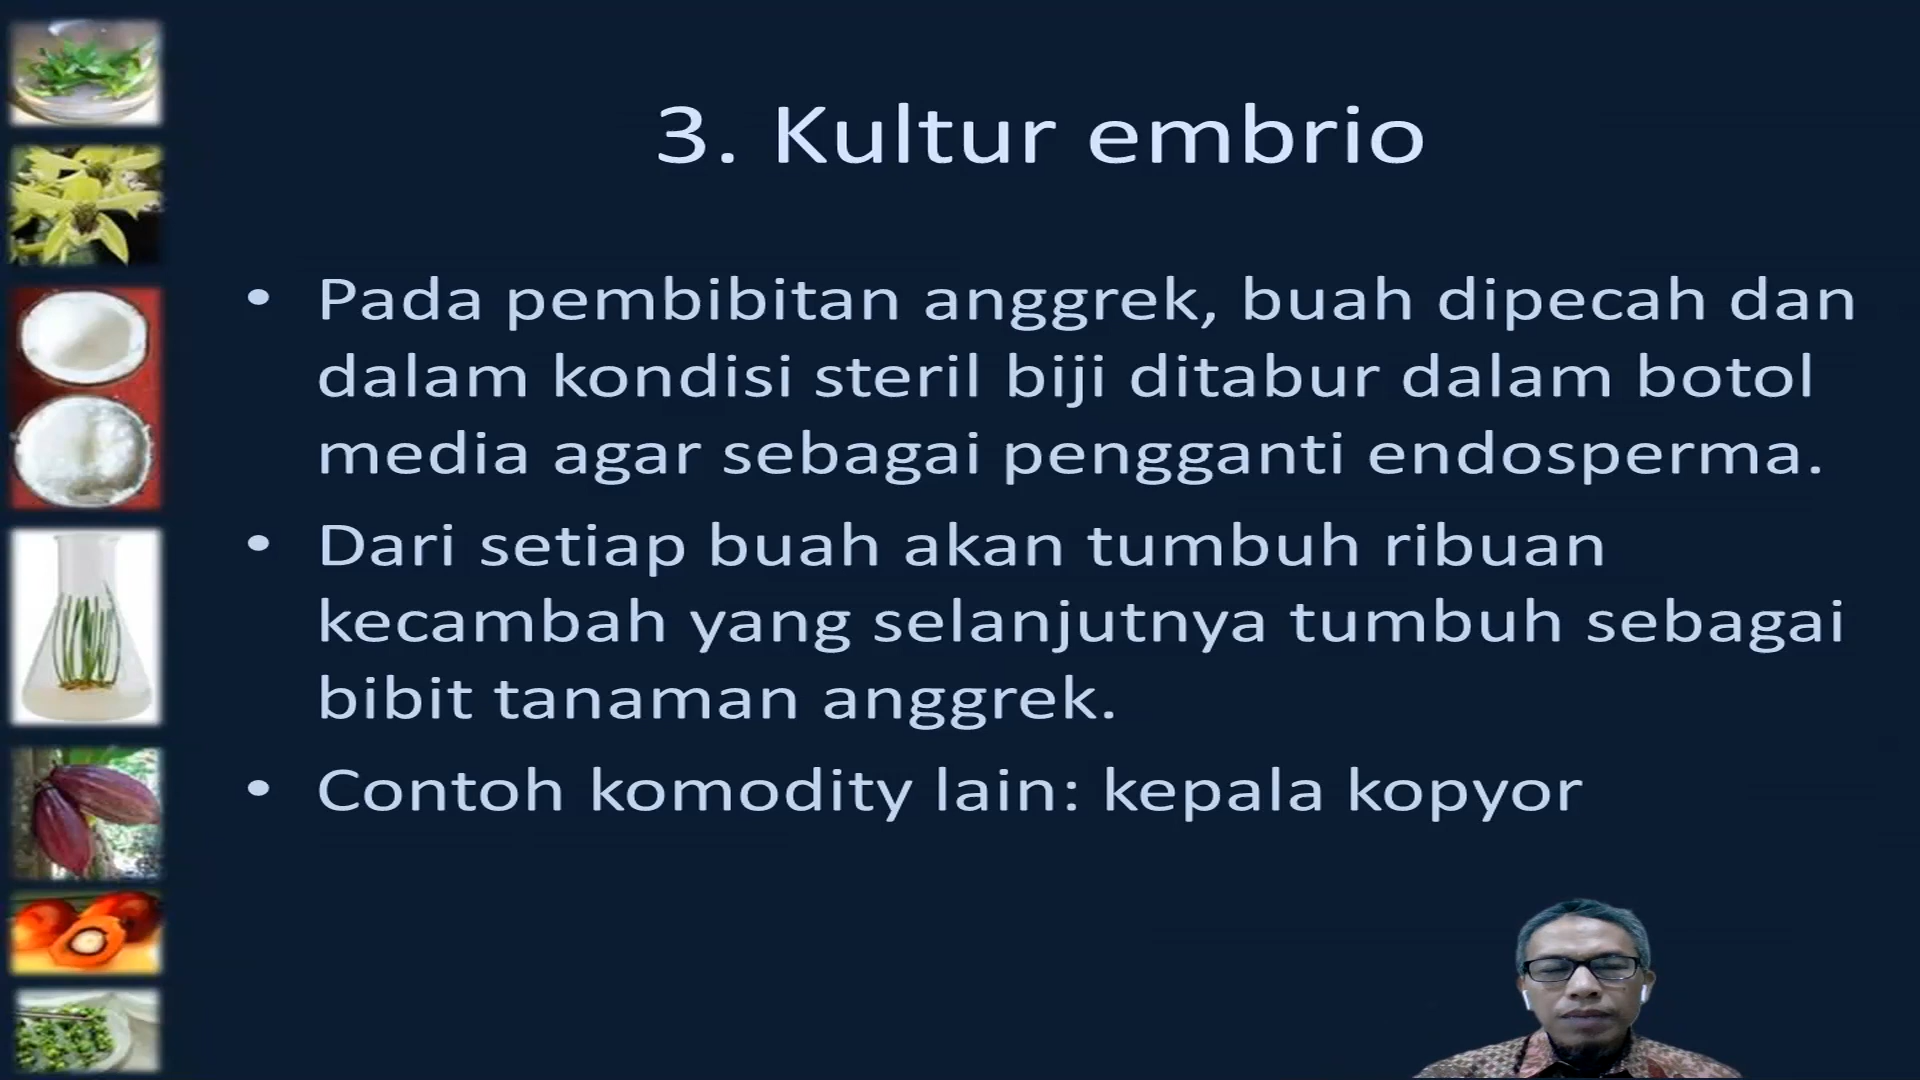 3. Kultur embrio
• Pada pembibitan anggrek, buah dipecah dan
dalam kondisi steril biji ditabur dalam botol
media agar sebagai pengganti endosperma.
• Dari setiap buah akan tumbuh ribuan
kecambah yang selanjutnya tumbuh sebagai
bibit tanaman anggrek.
• Contoh komodity lain: kepala kopyor